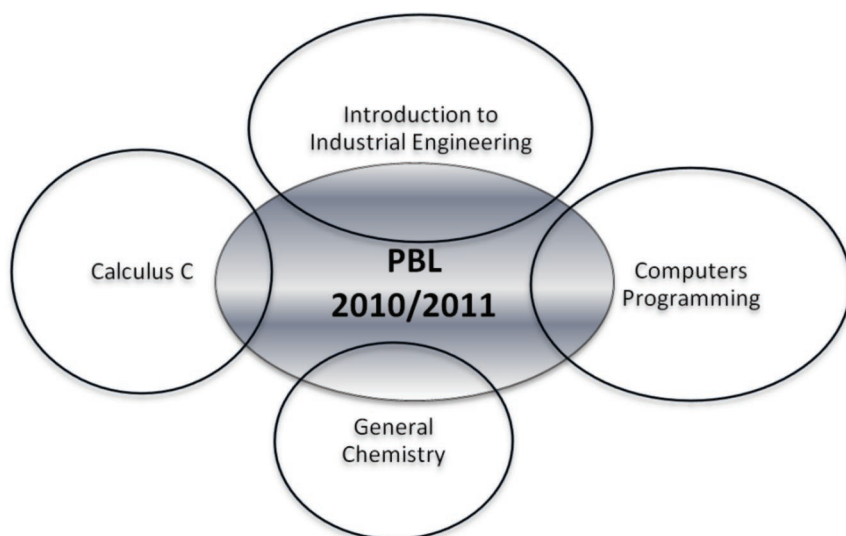 Introduction to
Industrial Engineering
Calculus C
PBL
2010/2011
Computers
Programming
General
Chemistry